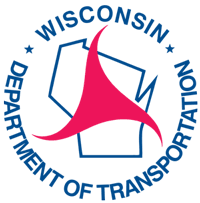 WISCONSIN
DEPARTMENT OF TRANSPORTATION